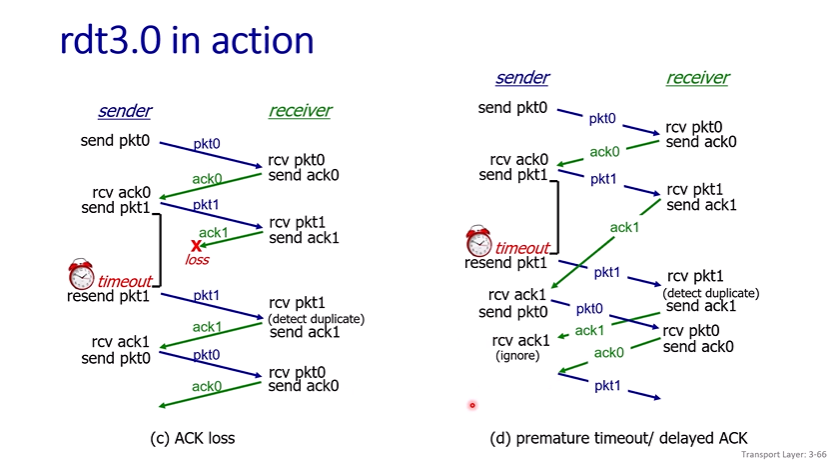 rdt3.0 in action
sender
receiver
send pkt0
pkt0
rcv pkt0
send ack0
ack0
rcv ack0
send pkt1
pkt1
rcv pkt1
send ack1
ack1
X
loss
timeout
resend pkt1
pkt1
rcv pkt1
(detect duplicate)
send ack1
ack1
rcv ack1
send pkt0
pkt0
rcv pkt0
send ack0
ack0
(c) ACK loss
sender
receiver
send pkt0
pkt0
rcv pkt0
send ack0
ack0
rcv ack0
send pkt1
pkt1
rcv pkt1
send ack1
ack1
timeout
resend pkt1
pkt1
rcv pkt1
(detect duplicate)
send ack1
rcv ack1
send pkt0
pkt0
ack1
rcv pkt0
send ack0
rcv ack1
(ignore)
ack0
pkt1
(d) premature timeout/ delayed ACK
Transport Layer: 3-66